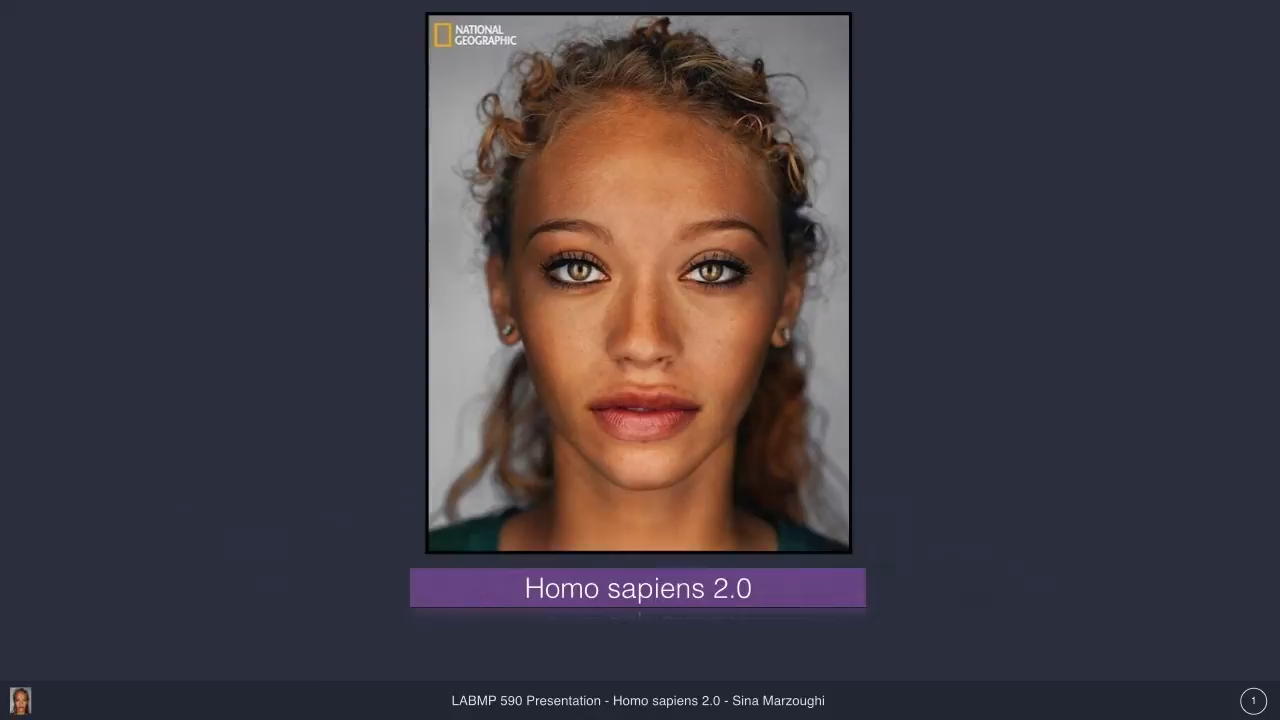 NATIONAL
GEOGRAPHIC
Homo sapiens 2.0
LABMP 590 Presentation - Homo sapiens 2.0 - Sina Marzoughi
1